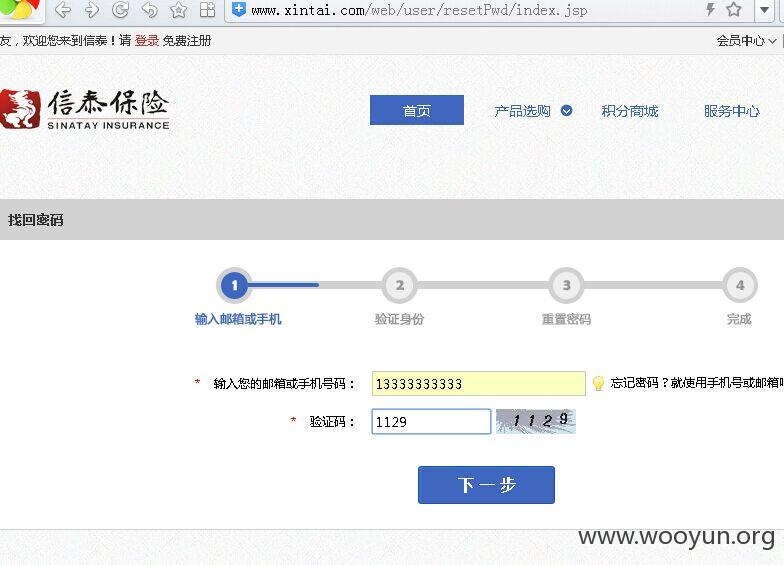 www.xintai.com/web/user/resetPwd/index.jsp
友，欢迎您来到信泰！请 登录 免费注册 会员中心
信泰保险
SINATAY INSURANCE
首页 产品选购 积分商城 服务中心
找回密码
1 2 3 4
输入邮箱或手机 验证身份 重置密码 完成
* 输入您的邮箱或手机号码： 13333333333 忘记密码？就使用手机号或邮箱
* 验证码： 1129 1129
下一步
www.wooyun.org